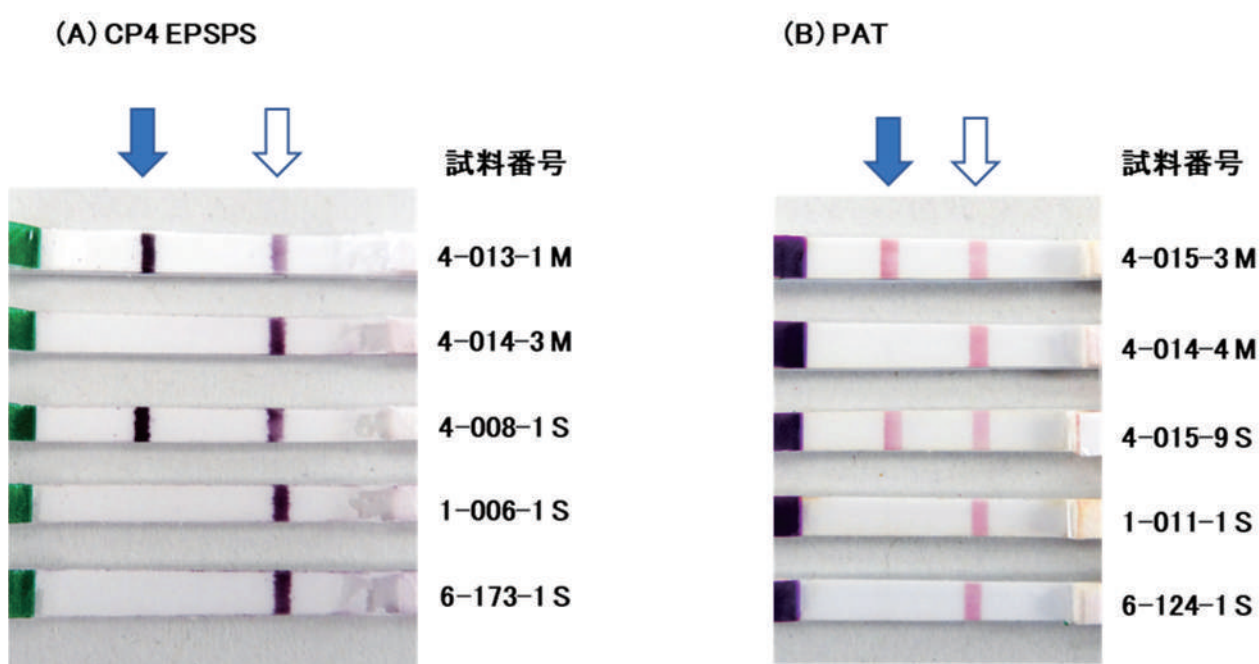 (A) CP4 EPSPS
試料番号
4-013-1 M
4-014-3 M
4-008-1 S
1-006-1 S
6-173-1 S
(B) PAT
試料番号
4-015-3 M
4-014-4 M
4-015-9 S
1-011-1 S
6-124-1 S